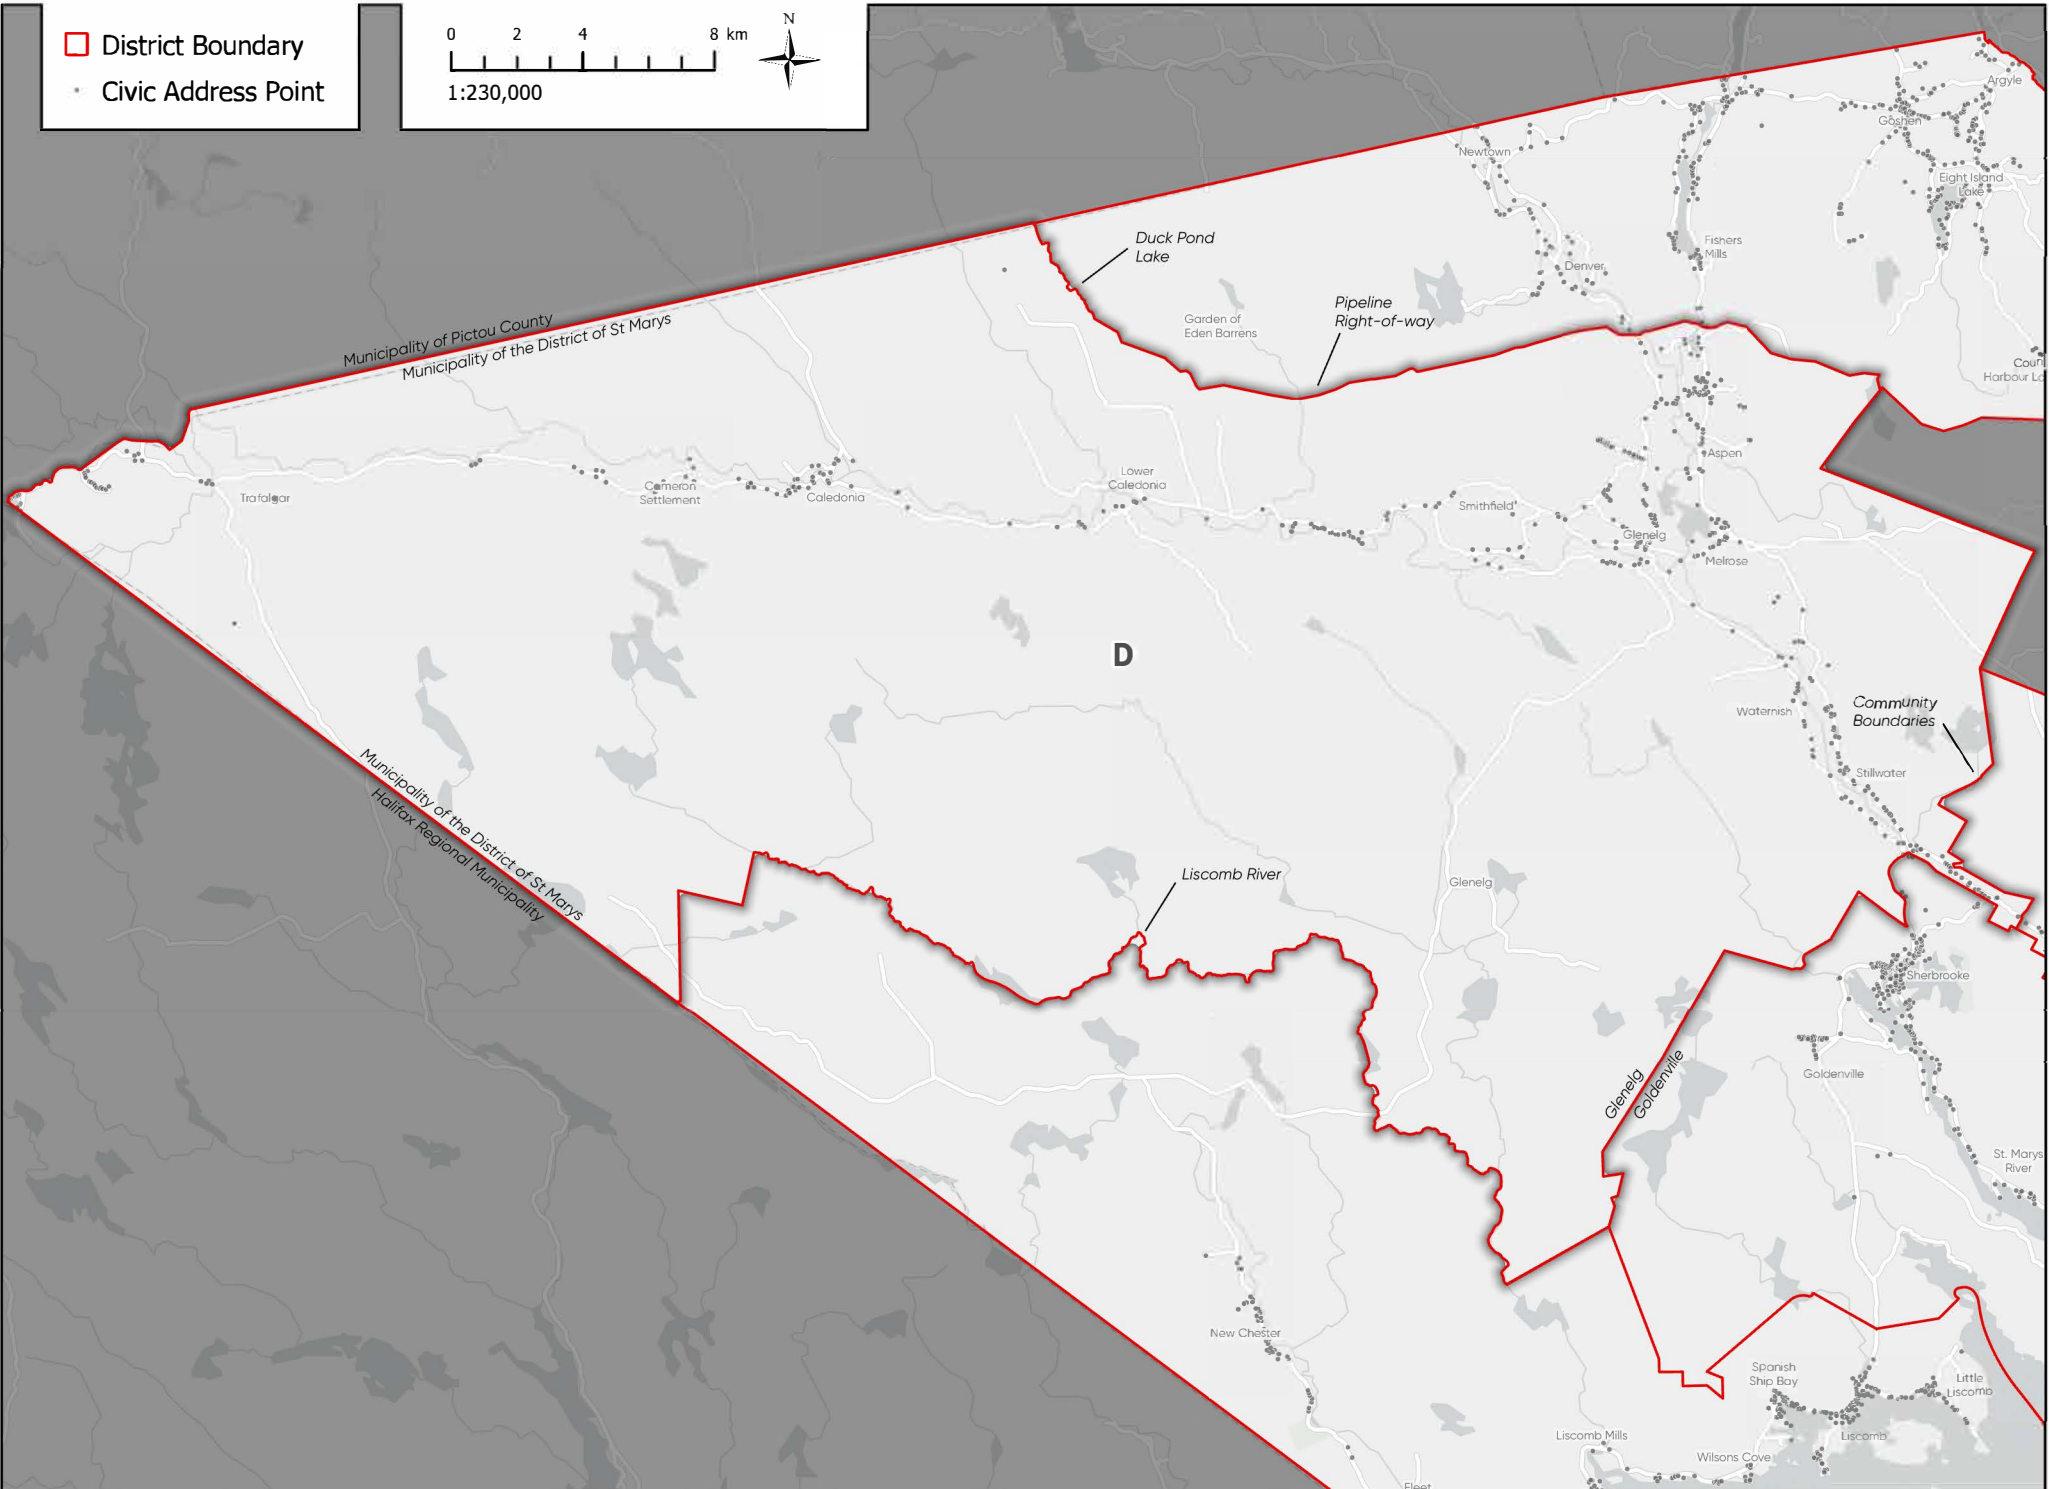 District Boundary
Civic Address Point
0 2 4 8 km
1:230,000
N
Argyle
Goshen
Newtown
Eight Island
Lake
Duck Pond
Lake
Fishers
Mills
Denver
Pipeline
Right-of-way
Garden of
Eden Barrens
Municipality of Pictou County
Municipality of the District of St Marys
Harbour
Aspen
Lower
Caledonia
Trafalgar
Cameron
Settlement
Caledonia
Smithfield
Glenelg
Melrose
D
Community
Boundaries
Waternish
Stillwater
Municipality of the District of St Marys
Halifax Regional Municipality
Liscomb River
Glenelg
Sherbrooke
Glenelg
Goldenville
Goldenville
St. Marys
River
New Chester
Spanish
Ship Bay
Little
Liscomb
Liscomb Mills
Liscomb
Wilsons Cove
Fleet